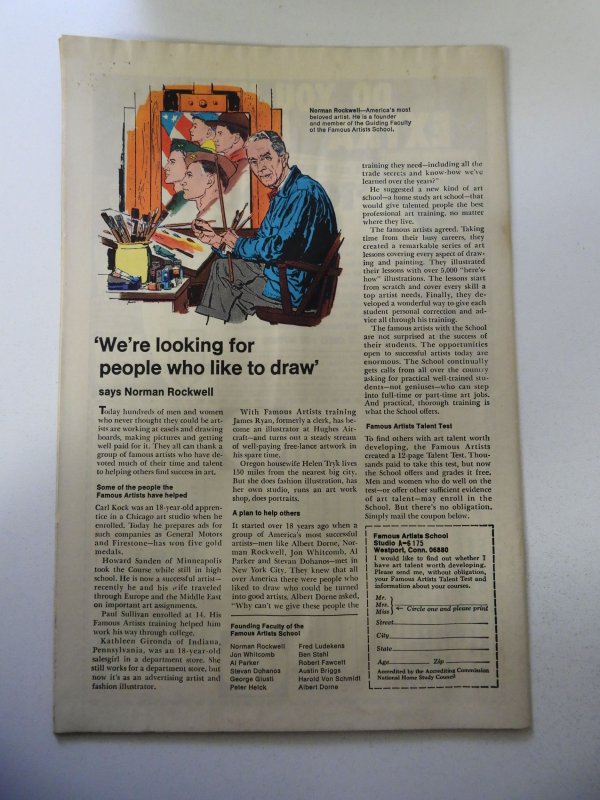 Norman Rockwell—America's most
beloved artist. He is a founder
and member of the Guiding Faculty
of the Famous Artists School.
'We're looking for
people who like to draw'
says Norman Rockwell
Today hundreds of men and women
who never thought they could be art-
ists are working at easels and drawing
boards, making pictures and getting
well paid for it. They all can thank a
group of famous artists who have de-
voted much of their time and talent
to helping others find success in art.
Some of the people the
Famous Artists have helped
Carl Kock was an 18-year-old appren-
tice in a Chicago art studio when he
enrolled. Today he prepares ads for
such companies as General Motors
and Firestone—has won five gold
medals.
Howard Sanden of Minneapolis
took the Course while still in high
school. He is now a successful artist—
recently he and his wife traveled
through Europe and the Middle East
on important art assignments.
Paul Sullivan enrolled at 14. His
Famous Artists training helped him
work his way through college.
Kathleen Gironda of Indiana,
Pennsylvania, was an 18-year-old
salesgirl in a department store. She
still works for a department store, but
now it's as an advertising artist and
fashion illustrator.
With Famous Artists training
James Ryan, formerly a clerk, has be-
come an illustrator at Hughes Air-
craft—and turns out a steady stream
of well-paying free-lance artwork in
his spare time.
Oregon housewife Helen Tryk lives
150 miles from the nearest big city.
But she does fashion illustration, has
her own studio, runs an art work
shop, does portraits.
A plan to help others
It started over 18 years ago when a
group of America's most successful
artists—men like Albert Dorne, Nor-
man Rockwell, Jon Whitcomb, Al
Parker and Stevan Dohanos—met in
New York City. They knew that all
over America there were people who
liked to draw who could be turned
into good artists. Albert Dorne asked,
"Why can't we give these people the
Founding Faculty of the
Famous Artists School
Norman Rockwell
Jon Whitcomb
Al Parker
Stevan Dohanos
George Giusti
Peter Helck
Fred Ludekens
Ben Stahl
Robert Fawcett
Austin Briggs
Harold Von Schmidt
Albert Dorne
training they need—including all the
trade secrets and know-how we've
learned over the years?"
He suggested a new kind of art
school—a home study art school—that
would give talented people the best
professional art training, no matter
where they live.
The famous artists agreed. Taking
time from their busy careers, they
created a remarkable series of art
lessons covering every aspect of draw-
ing and painting. They illustrated
their lessons with over 5,000 "here's-
how" illustrations. The lessons start
from scratch and cover every skill a
top artist needs. Finally, they de-
veloped a wonderful way to give each
student personal correction and ad-
vice all through his training.
The famous artists with the School
are not surprised at the success of
their students. The opportunities
open to successful artists today are
enormous. The School continually
gets calls from all over the country
asking for practical well-trained stu-
dents—not geniuses—who can step
into full-time or part-time art jobs.
And practical, thorough training is
what the School offers.
Famous Artists Talent Test
To find others with art talent worth
developing, the Famous Artists
created a 12-page Talent Test. Thou-
sands paid to take this test, but now
the School offers and grades it free.
Men and women who do well on the
test—or offer other sufficient evidence
of art talent—may enroll in the
School. But there's no obligation.
Simply mail the coupon below.
Famous Artists School
Studio 175
Westport, Conn. 06880
I would like to find out whether I
have art talent worth developing.
Please send me, without obligation,
your Famous Artists Talent Test and
information about your courses.
Mr.
Mrs.
Miss
Circle one and please print
Street
City
State
Age Zip
Accredited by the Accrediting Commission
National Home Study Council